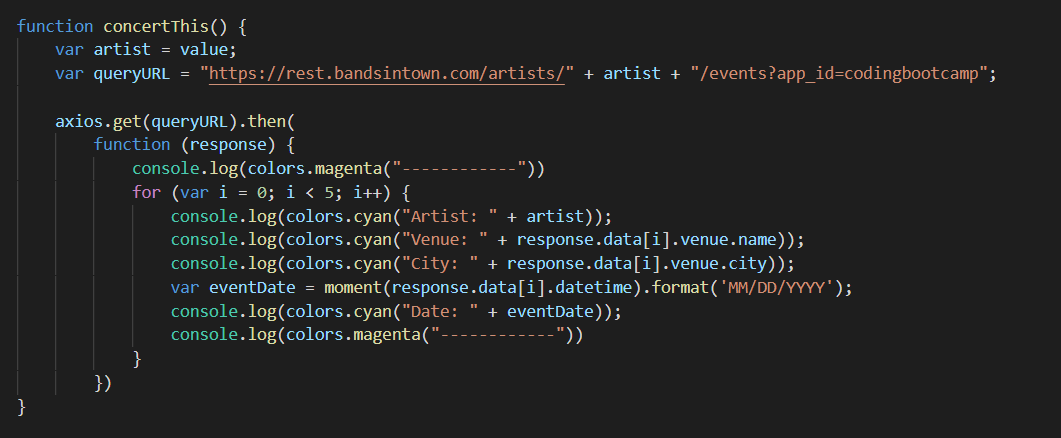 function concertThis() {
    var artist = value;
    var queryURL = "https://rest.bandsintown.com/artists/" + artist + "/events?app_id=codingbootcamp";

    axios.get(queryURL).then(
        function (response) {
            console.log(colors.magenta("------------"))
            for (var i = 0; i < 5; i++) {
                console.log(colors.cyan("Artist: " + artist));
                console.log(colors.cyan("Venue: " + response.data[i].venue.name));
                console.log(colors.cyan("City: " + response.data[i].venue.city));
                var eventDate = moment(response.data[i].datetime).format('MM/DD/YYYY');
                console.log(colors.cyan("Date: " + eventDate));
                console.log(colors.magenta("------------"))
            }
        })
}